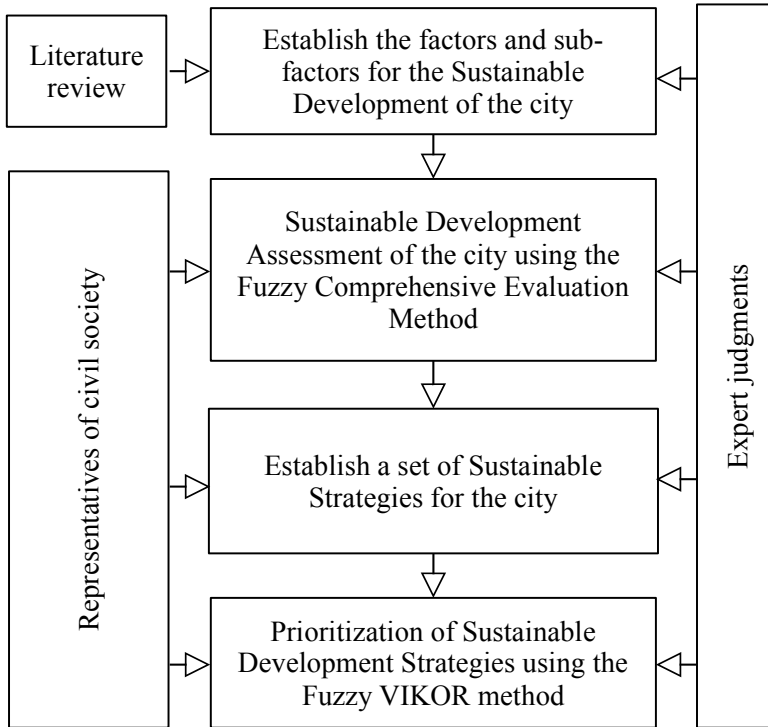 Literature
review
Establish the factors and sub-
factors for the Sustainable
Development of the city
Sustainable Development
Assessment of the city using the
Fuzzy Comprehensive Evaluation
Method
Establish a set of Sustainable
Strategies for the city
Prioritization of Sustainable
Development Strategies using the
Fuzzy VIKOR method
Representatives of civil society
Expert judgments